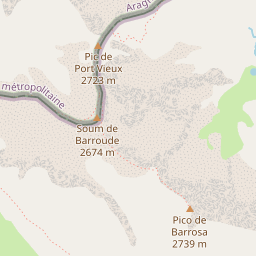 Arag
Pic de
Port Vieux
2723 m
métropolitaine
Soum de
Barroude
2674 m
Pico de
Barrosa
2739 m